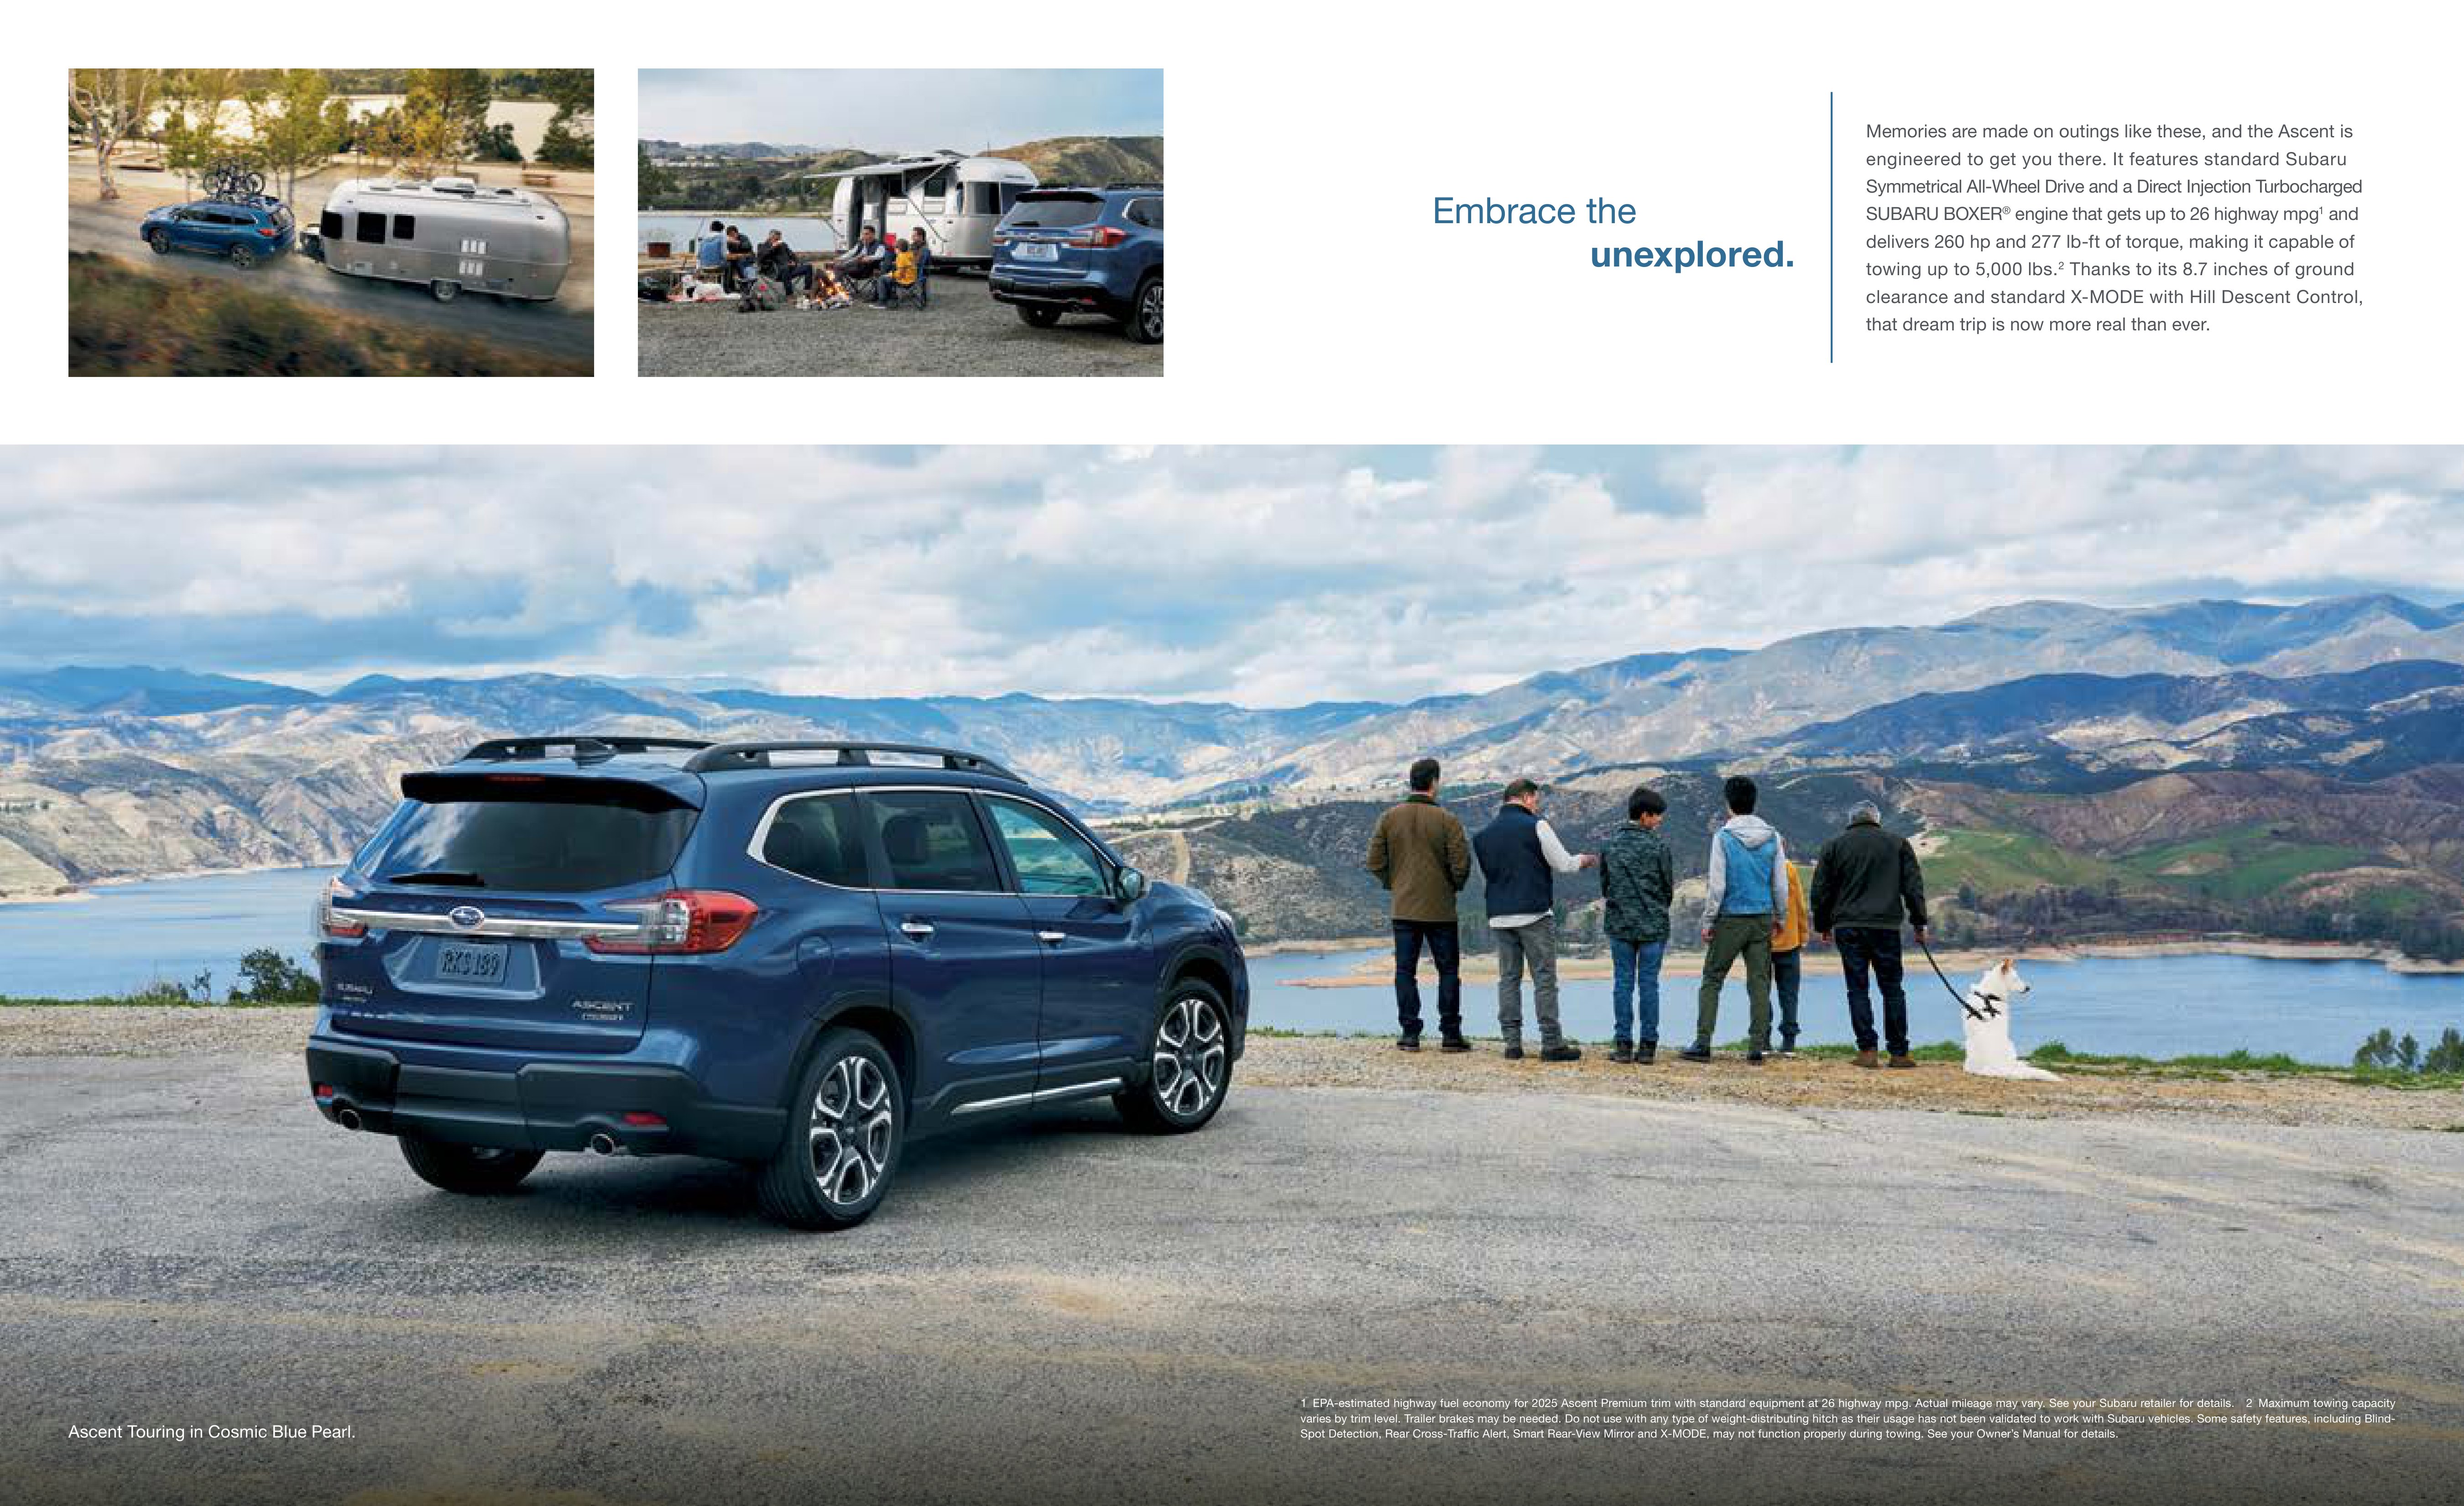 Embrace the
unexplored.
Memories are made on outings like these, and the Ascent is
engineered to get you there. It features standard Subaru
Symmetrical All-Wheel Drive and a Direct Injection Turbocharged
SUBARU BOXER® engine that gets up to 26 highway mpg¹ and
delivers 260 hp and 277 lb-ft of torque, making it capable of
towing up to 5,000 lbs.² Thanks to its 8.7 inches of ground
clearance and standard X-MODE with Hill Descent Control,
that dream trip is now more real than ever.
RKS 189
SUBARU
ASCENT
Ascent Touring in Cosmic Blue Pearl.
1 EPA-estimated highway fuel economy for 2025 Ascent Premium trim with standard equipment at 26 highway mpg. Actual mileage may vary. See your Subaru retailer for details. 2 Maximum towing capacity
varies by trim level. Trailer brakes may be needed. Do not use with any type of weight-distributing hitch as their usage has not been validated to work with Subaru vehicles. Some safety features, including Blind-
Spot Detection, Rear Cross-Traffic Alert, Smart Rear-View Mirror and X-MODE, may not function properly during towing. See your Owner's Manual for details.